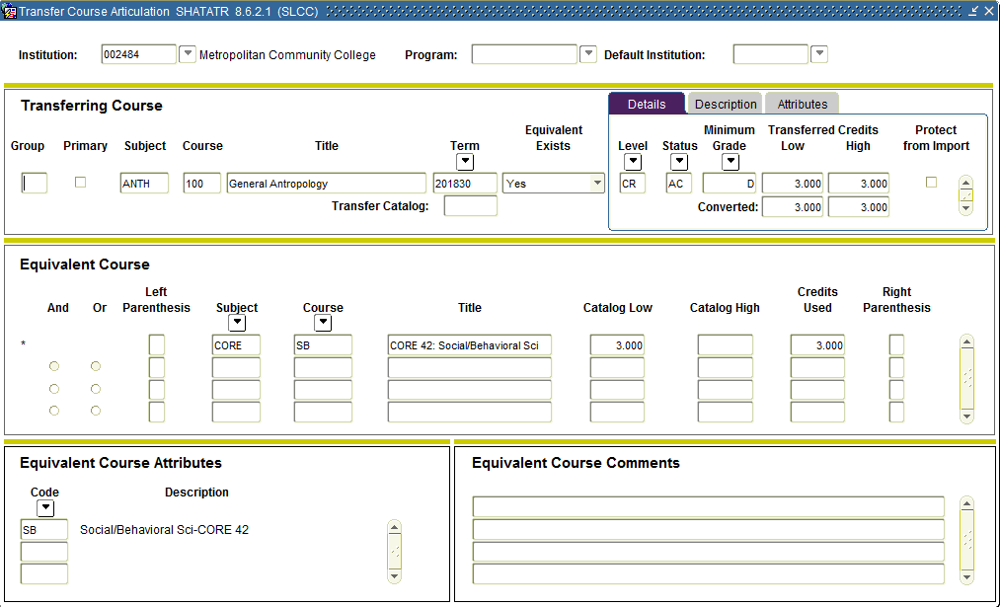 Transfer Course Articulation SHATATR 8.6.2.1 (SLCC)
Institution: 002484 Metropolitan Community College Program: Default Institution:
Transferring Course
Details Description Attributes
Group Primary Subject Course Title Term Equivalent Exists Level Status Minimum Grade Transferred Credits Low High Protect from Import
ANTH 100 General Antropology 201830 Yes CR AC D 3.000 3.000
Transfer Catalog: Converted: 3.000 3.000
Equivalent Course
And Or Left Parenthesis Subject Course Title Catalog Low Catalog High Credits Used Right Parenthesis
* CORE SB CORE 42: Social/Behavioral Sci 3.000 3.000
Equivalent Course Attributes
Code Description
SB Social/Behavioral Sci-CORE 42
Equivalent Course Comments